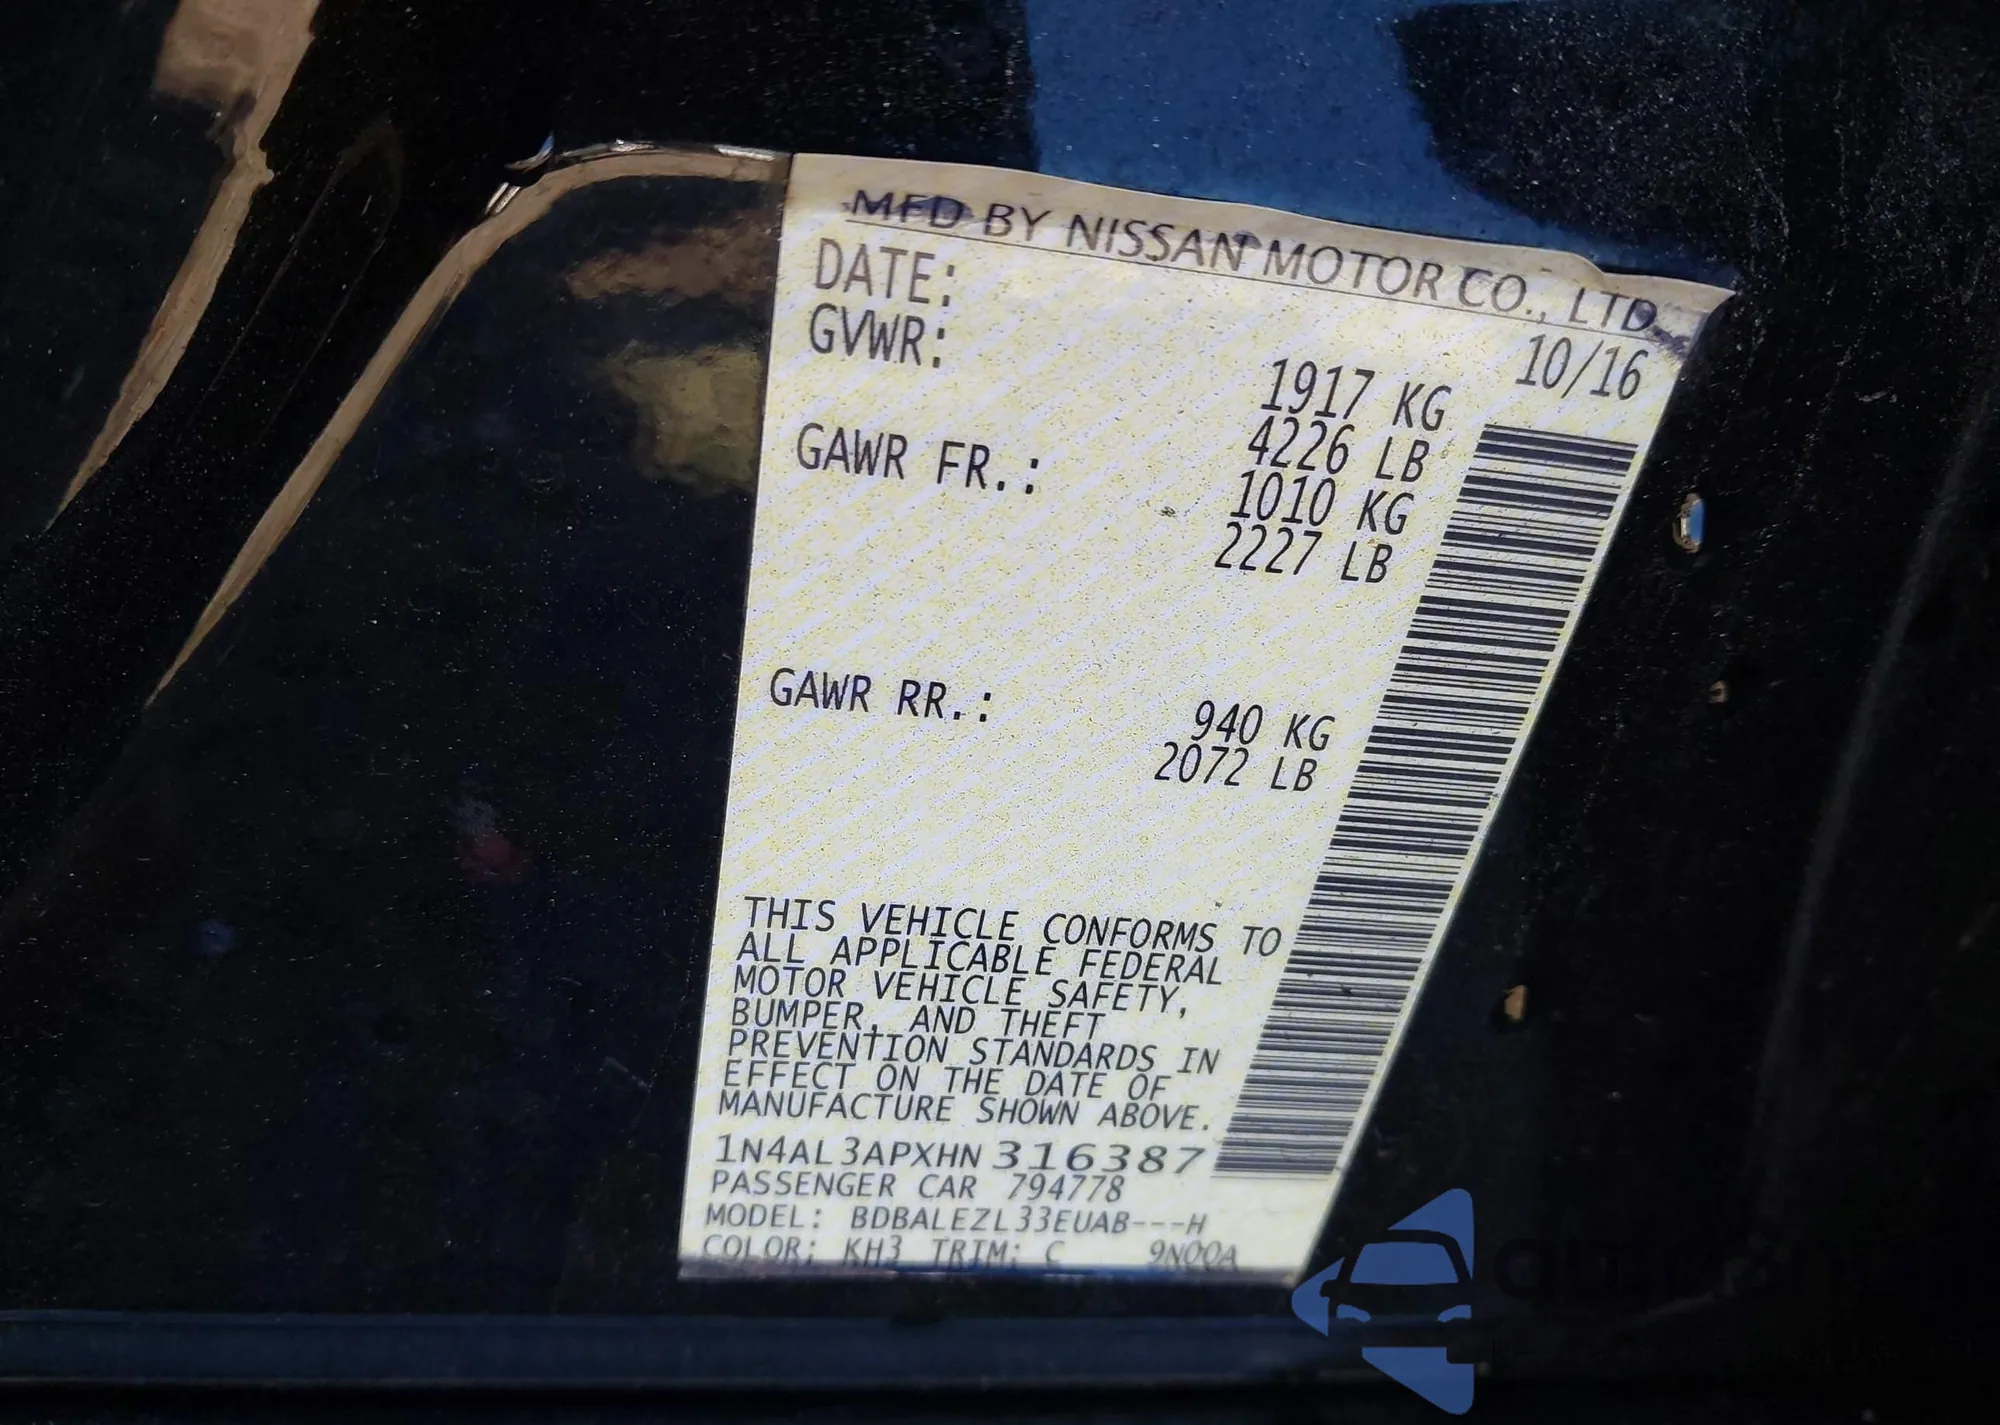 MFD BY NISSAN MOTOR CO., LTD.
DATE: 10/16
GVWR: 1917 KG
4226 LB
GAWR FR.: 1010 KG
2227 LB
GAWR RR.: 940 KG
2072 LB
THIS VEHICLE CONFORMS TO
ALL APPLICABLE FEDERAL
MOTOR VEHICLE SAFETY,
BUMPER, AND THEFT
PREVENTION STANDARDS IN
EFFECT ON THE DATE OF
MANUFACTURE SHOWN ABOVE.
1N4AL3APXHN316387
PASSENGER CAR 794778
MODEL: BDBALEZL33EUAB---H
COLOR: KH3 TRIM: C 9N00A